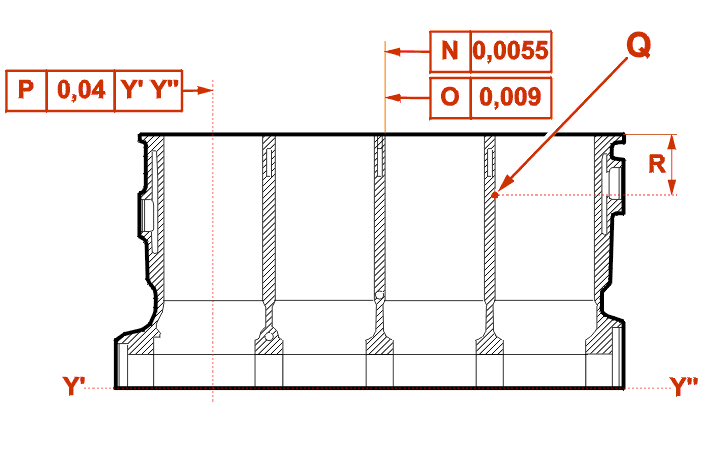 N 0,0055
Q
P 0,04 Y' Y"
O 0,009
R
Y' Y"